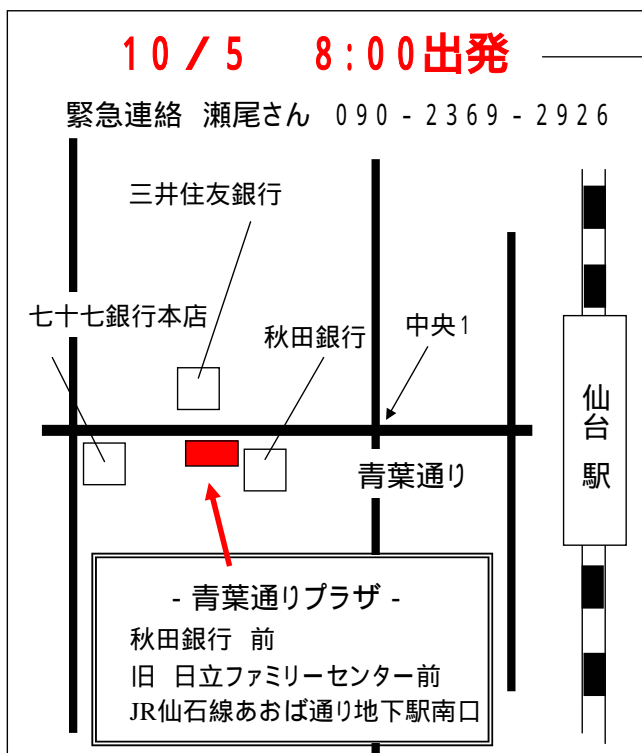 10/5 8:00出発
緊急連絡 瀬尾さん 090-2369-2926
三井住友銀行
七十七銀行本店
秋田銀行
中央1
仙台駅
青葉通り
- 青葉通りプラザ -
秋田銀行 前
旧 日立ファミリーセンター前
JR仙石線あおば通り地下駅南口